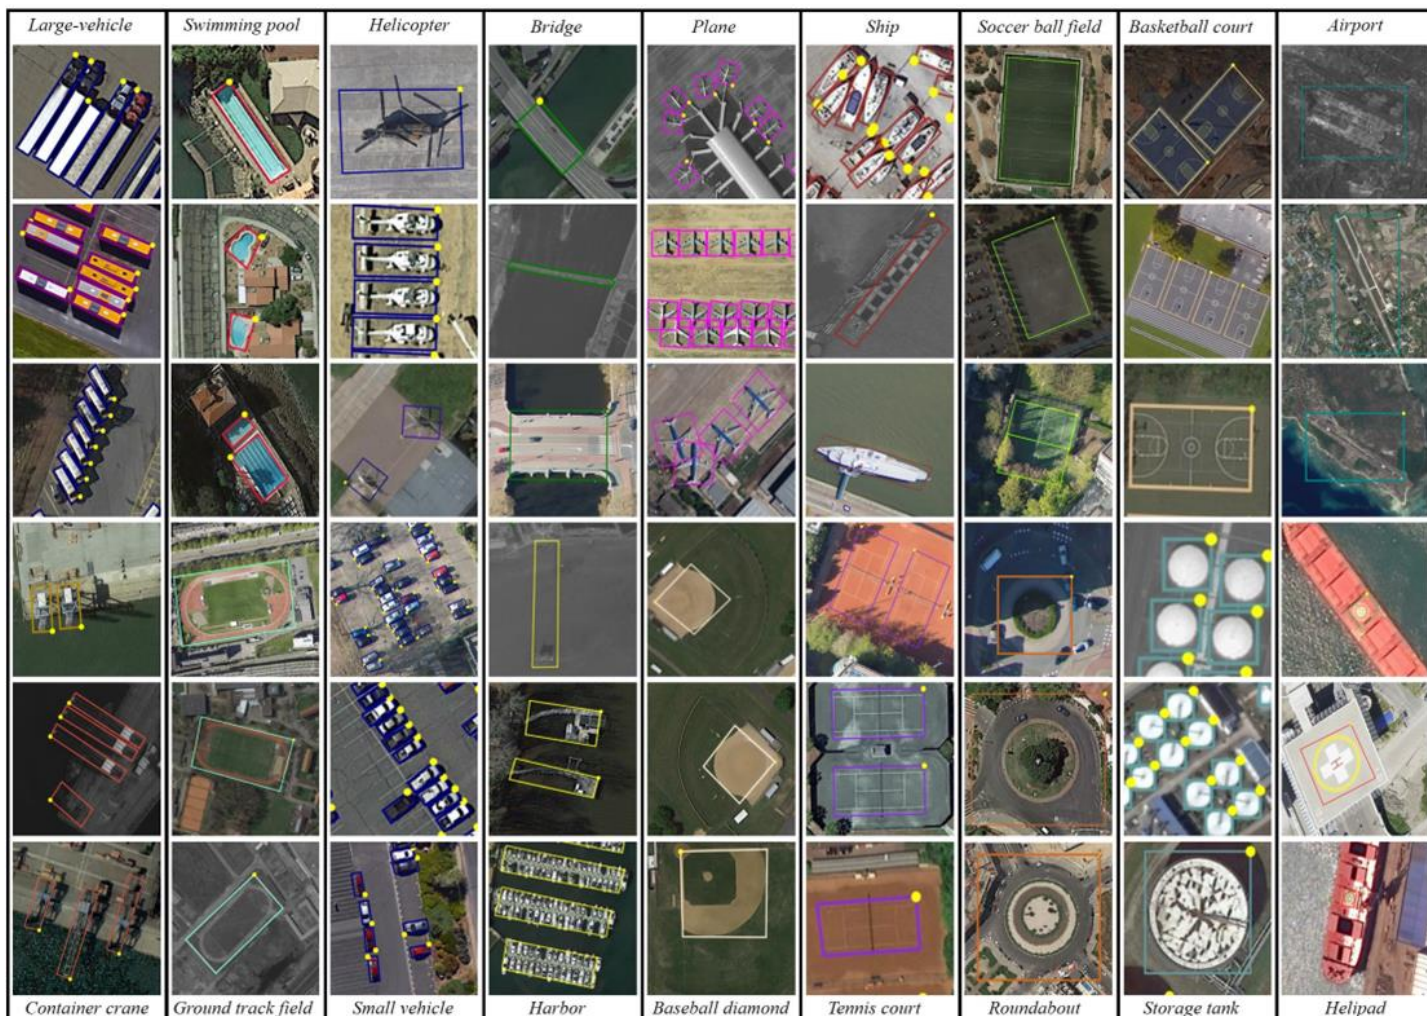 Large-vehicle Swimming pool Helicopter Bridge Plane Ship Soccer ball field Basketball court Airport
H
Container crane Ground track field Small vehicle Harbor Baseball diamond Tennis court Roundabout Storage tank Helipad